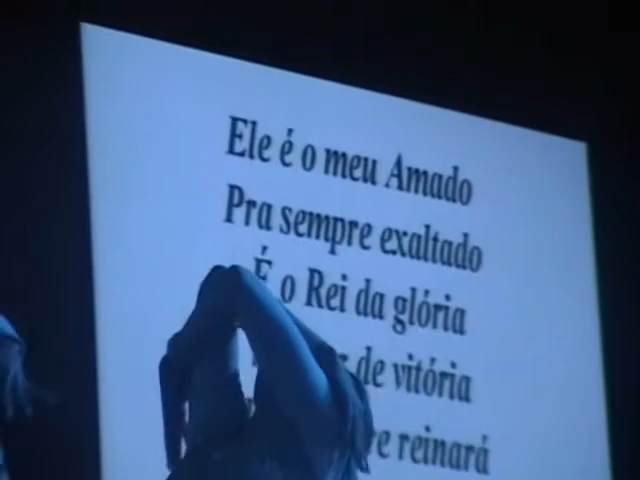 Ele é o meu Amado
Pra sempre exaltado
É o Rei da glória
de vitória
reinará